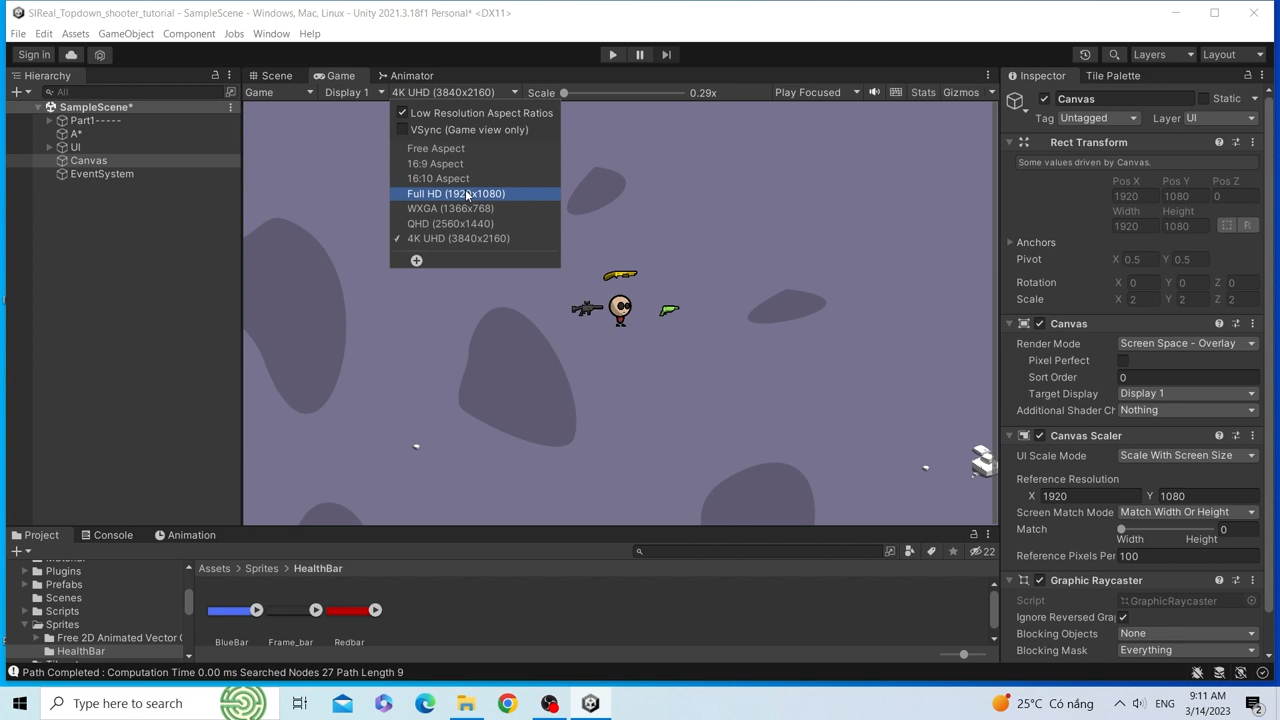 SIReal_Topdown_shooter_tutorial - SampleScene - Windows, Mac, Linux - Unity 2021.3.18f1 Personal* <DX11>
File Edit Assets GameObject Component Jobs Window Help
Sign in Layers Layout
Hierarchy Scene Game Animator Inspector Tile Palette
All Game Display 1 4K UHD (3840x2160) Scale 0.29x Play Focused Stats Gizmos
SampleScene*
Part1-----
A*
UI
Canvas
EventSystem
Low Resolution Aspect Ratios
VSync (Game view only)
Free Aspect
16:9 Aspect
16:10 Aspect
Full HD (1920x1080)
WXGA (1366x768)
QHD (2560x1440)
4K UHD (3840x2160)
Canvas Static
Tag Untagged Layer UI
Rect Transform
Some values driven by Canvas.
Pos X Pos Y Pos Z
1920 1080 0
Width Height
1920 1080 R
Anchors
Pivot X 0.5 Y 0.5
Rotation X 0 Y 0 Z 0
Scale X 2 Y 2 Z 2
Canvas
Render Mode Screen Space - Overlay
Pixel Perfect
Sort Order 0
Target Display Display 1
Additional Shader Ch Nothing
Canvas Scaler
UI Scale Mode Scale With Screen Size
Reference Resolution
X 1920 Y 1080
Screen Match Mode Match Width Or Height
Match 0
Width Height
Reference Pixels Per 100
Graphic Raycaster
Script GraphicRaycaster
Ignore Reversed Gra
Blocking Objects None
Blocking Mask Everything
Project Console Animation
22
Plugins
Prefabs
Scenes
Scripts
Sprites
Free 2D Animated Vector
HealthBar
Assets Sprites HealthBar
BlueBar Frame_bar Redbar
Path Completed : Computation Time 0.00 ms Searched Nodes 27 Path Length 9
Type here to search
25°C Có nắng ENG 9:11 AM
3/14/2023 2